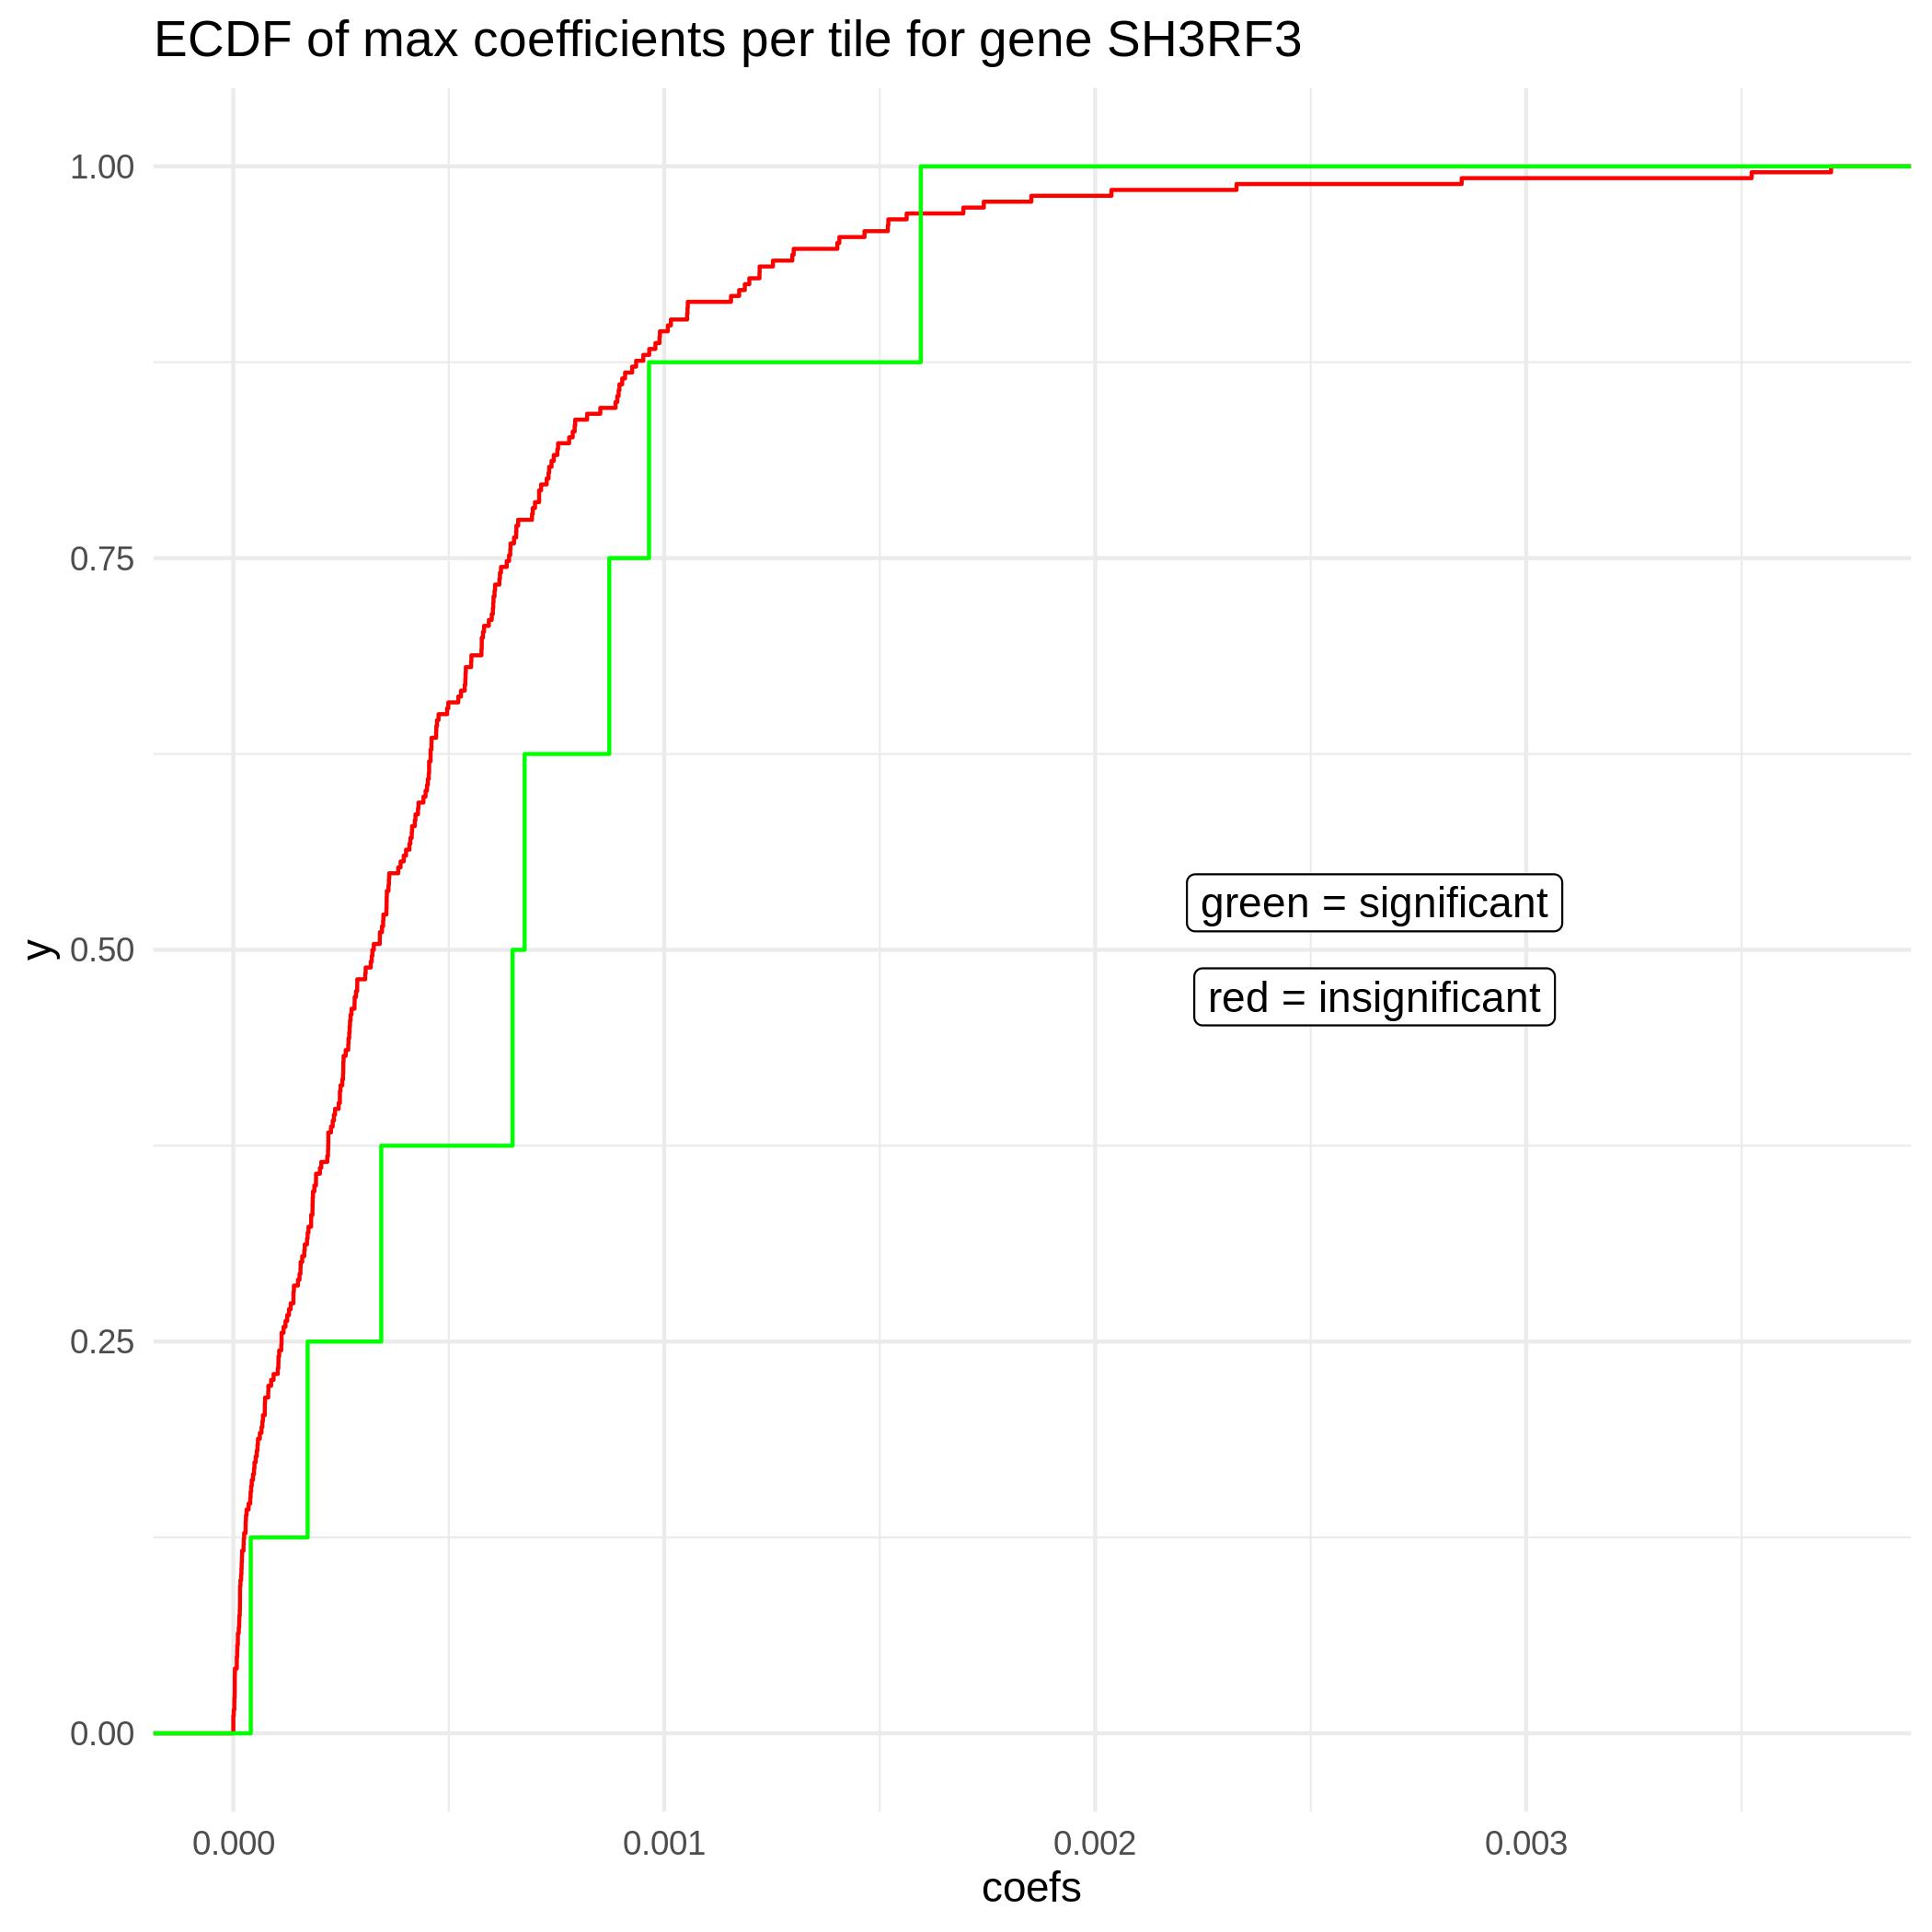 ECDF of max coefficients per tile for gene SH3RF3
1.00
0.75
0.50
0.25
0.00
y
green = significant
red = insignificant
0.000 0.001 0.002 0.003
coefs